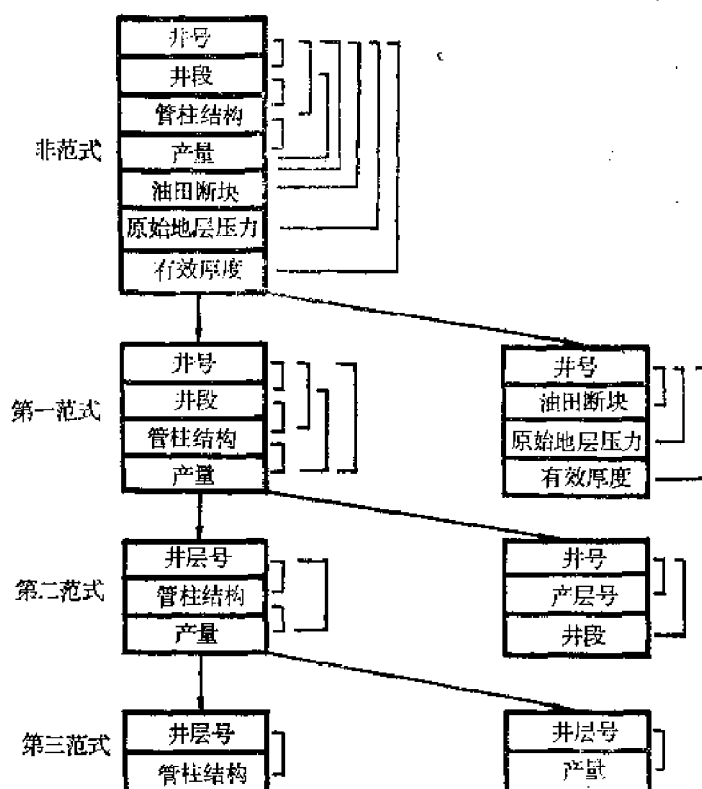 非范式
井号
井段
管柱结构
产量
油田断块
原始地层压力
有效厚度
第一范式
井号
井段
管柱结构
产量
井号
油田断块
原始地层压力
有效厚度
第二范式
井层号
管柱结构
产量
井号
产层号
井段
第三范式
井层号
管柱结构
井层号
产量